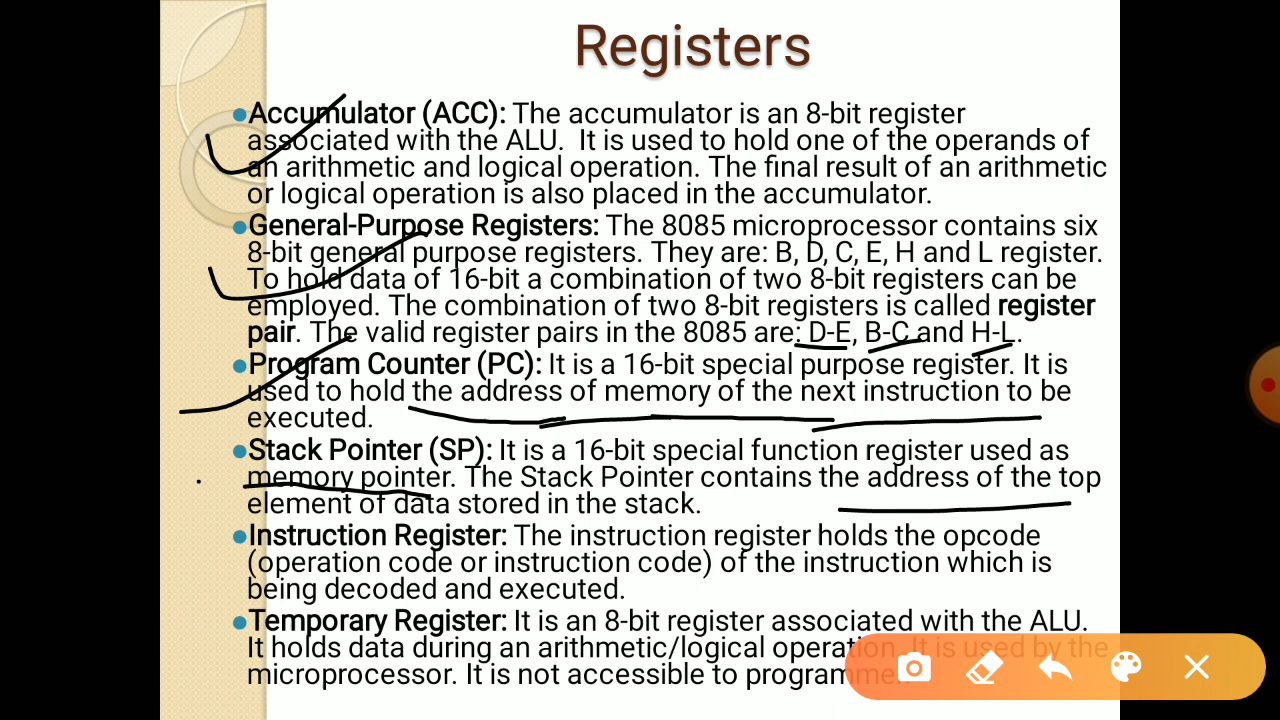 Registers
Accumulator (ACC): The accumulator is an 8-bit register
associated with the ALU. It is used to hold one of the operands of
an arithmetic and logical operation. The final result of an arithmetic
or logical operation is also placed in the accumulator.
General-Purpose Registers: The 8085 microprocessor contains six
8-bit general purpose registers. They are: B, D, C, E, H and L register.
To hold data of 16-bit a combination of two 8-bit registers can be
employed. The combination of two 8-bit registers is called register
pair. The valid register pairs in the 8085 are: D-E, B-C and H-L.
Program Counter (PC): It is a 16-bit special purpose register. It is
used to hold the address of memory of the next instruction to be
executed.
Stack Pointer (SP): It is a 16-bit special function register used as
memory pointer. The Stack Pointer contains the address of the top
element of data stored in the stack.
Instruction Register: The instruction register holds the opcode
(operation code or instruction code) of the instruction which is
being decoded and executed.
Temporary Register: It is an 8-bit register associated with the ALU.
It holds data during an arithmetic/logical operation. It is used by the
microprocessor. It is not accessible to programmer.